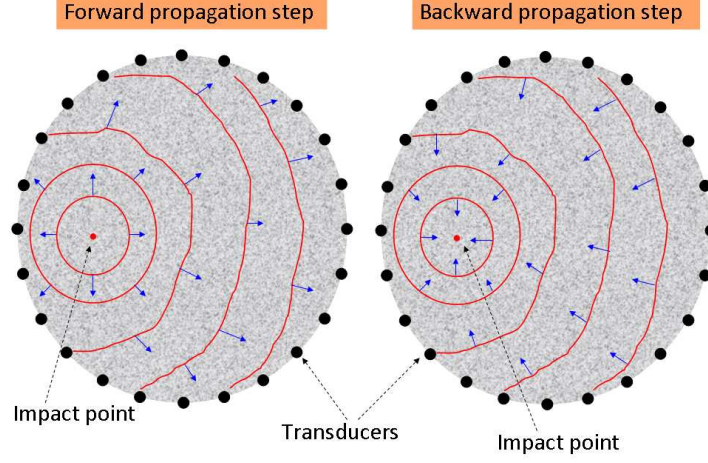 Forward propagation step
Backward propagation step
Impact point
Transducers
Impact point